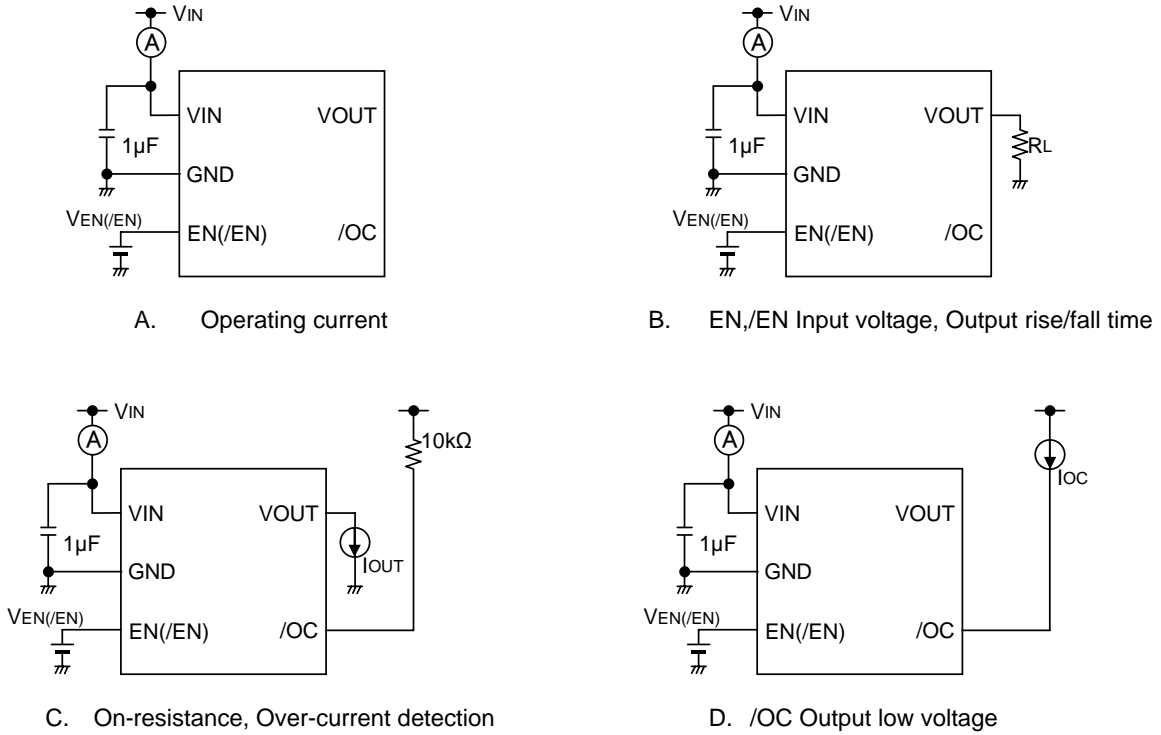 VIN
A
VIN
VOUT
1µF
GND
VEN(/EN)
EN(/EN)
/OC
A. Operating current
VIN
A
VIN
VOUT
1µF
RL
GND
VEN(/EN)
EN(/EN)
/OC
B. EN,/EN Input voltage, Output rise/fall time
VIN
A
10kΩ
VIN
VOUT
1µF
IOUT
GND
VEN(/EN)
EN(/EN)
/OC
C. On-resistance, Over-current detection
VIN
A
IOC
VIN
VOUT
1µF
GND
VEN(/EN)
EN(/EN)
/OC
D. /OC Output low voltage